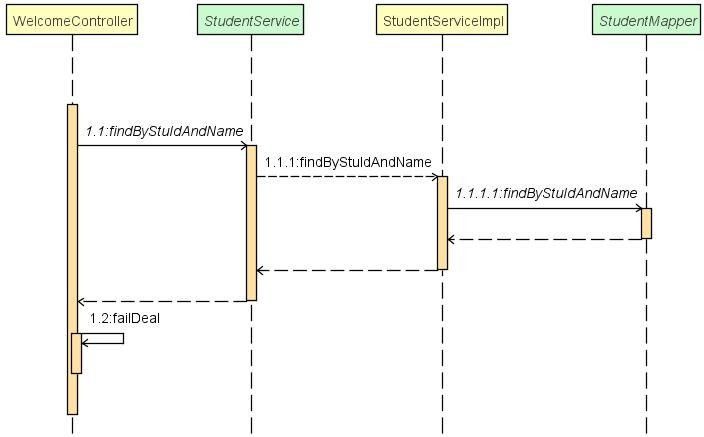 WelcomeController
StudentService
StudentServiceImpl
StudentMapper
1.1:findByStuIdAndName
1.1.1:findByStuIdAndName
1.1.1.1:findByStuIdAndName
1.2:failDeal